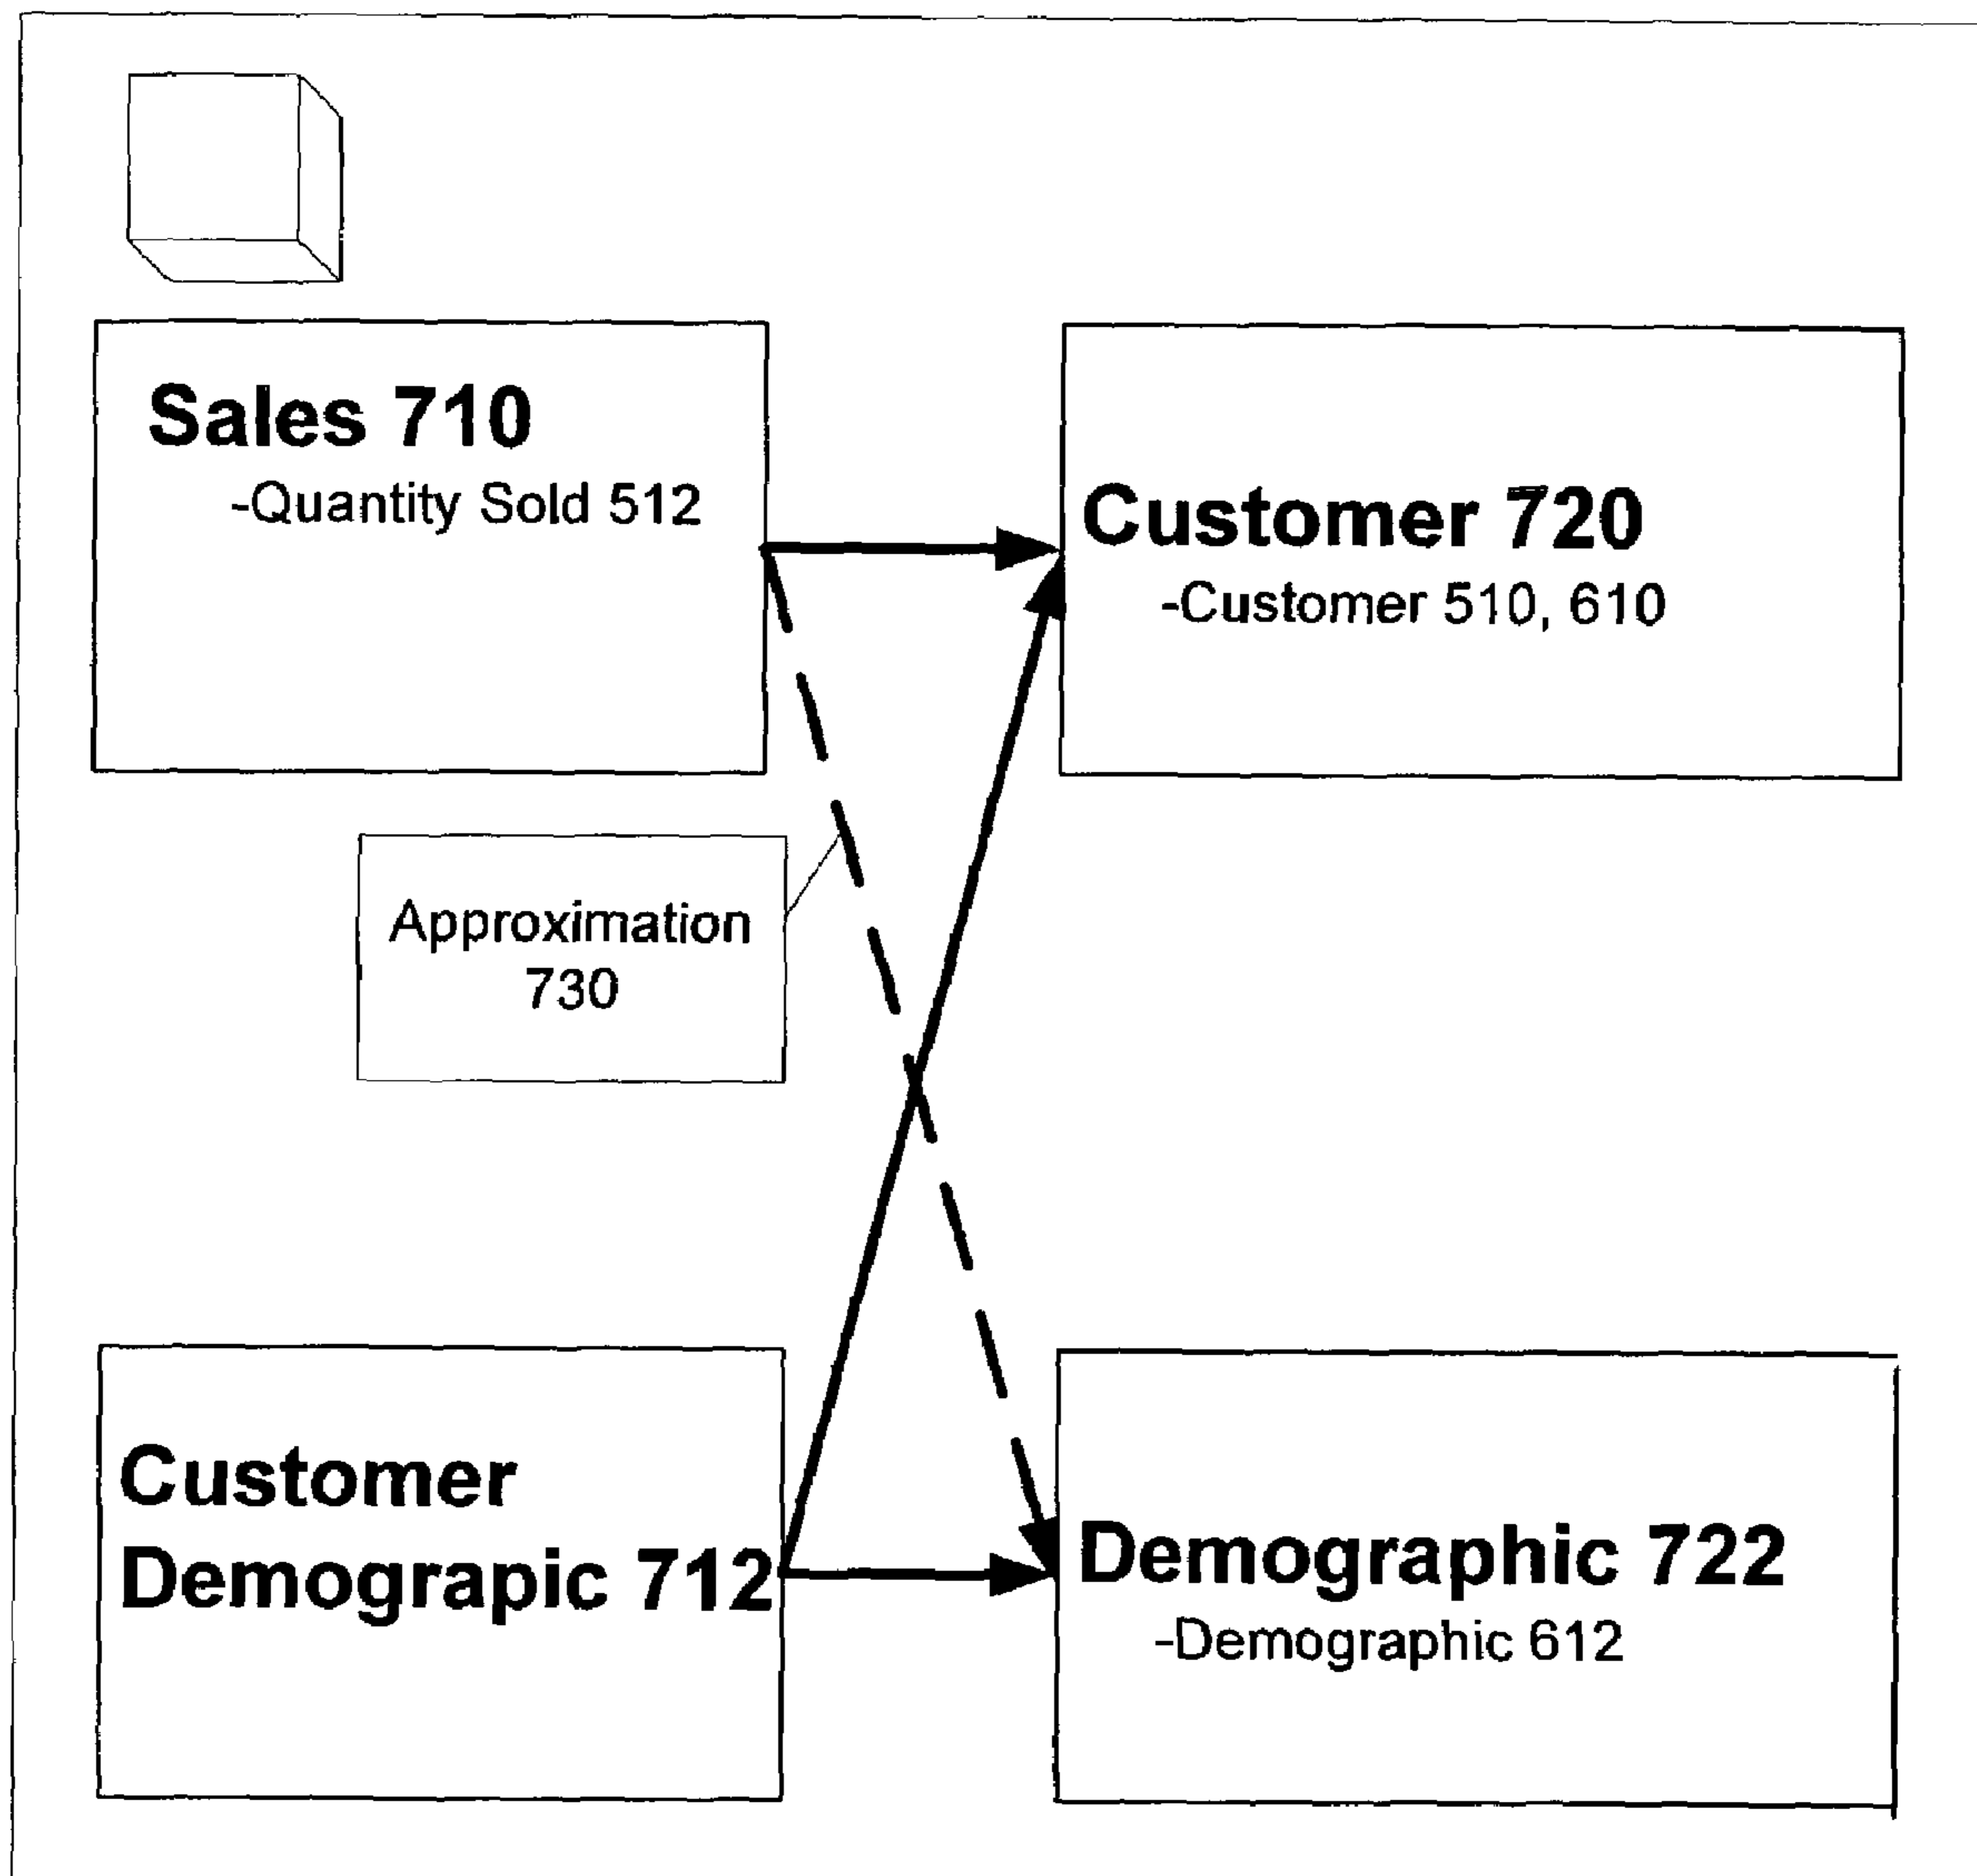 Sales 710
-Quantity Sold 512
Customer 720
-Customer 510, 610
Approximation
730
Customer
Demograpic 712
Demographic 722
-Demographic 612